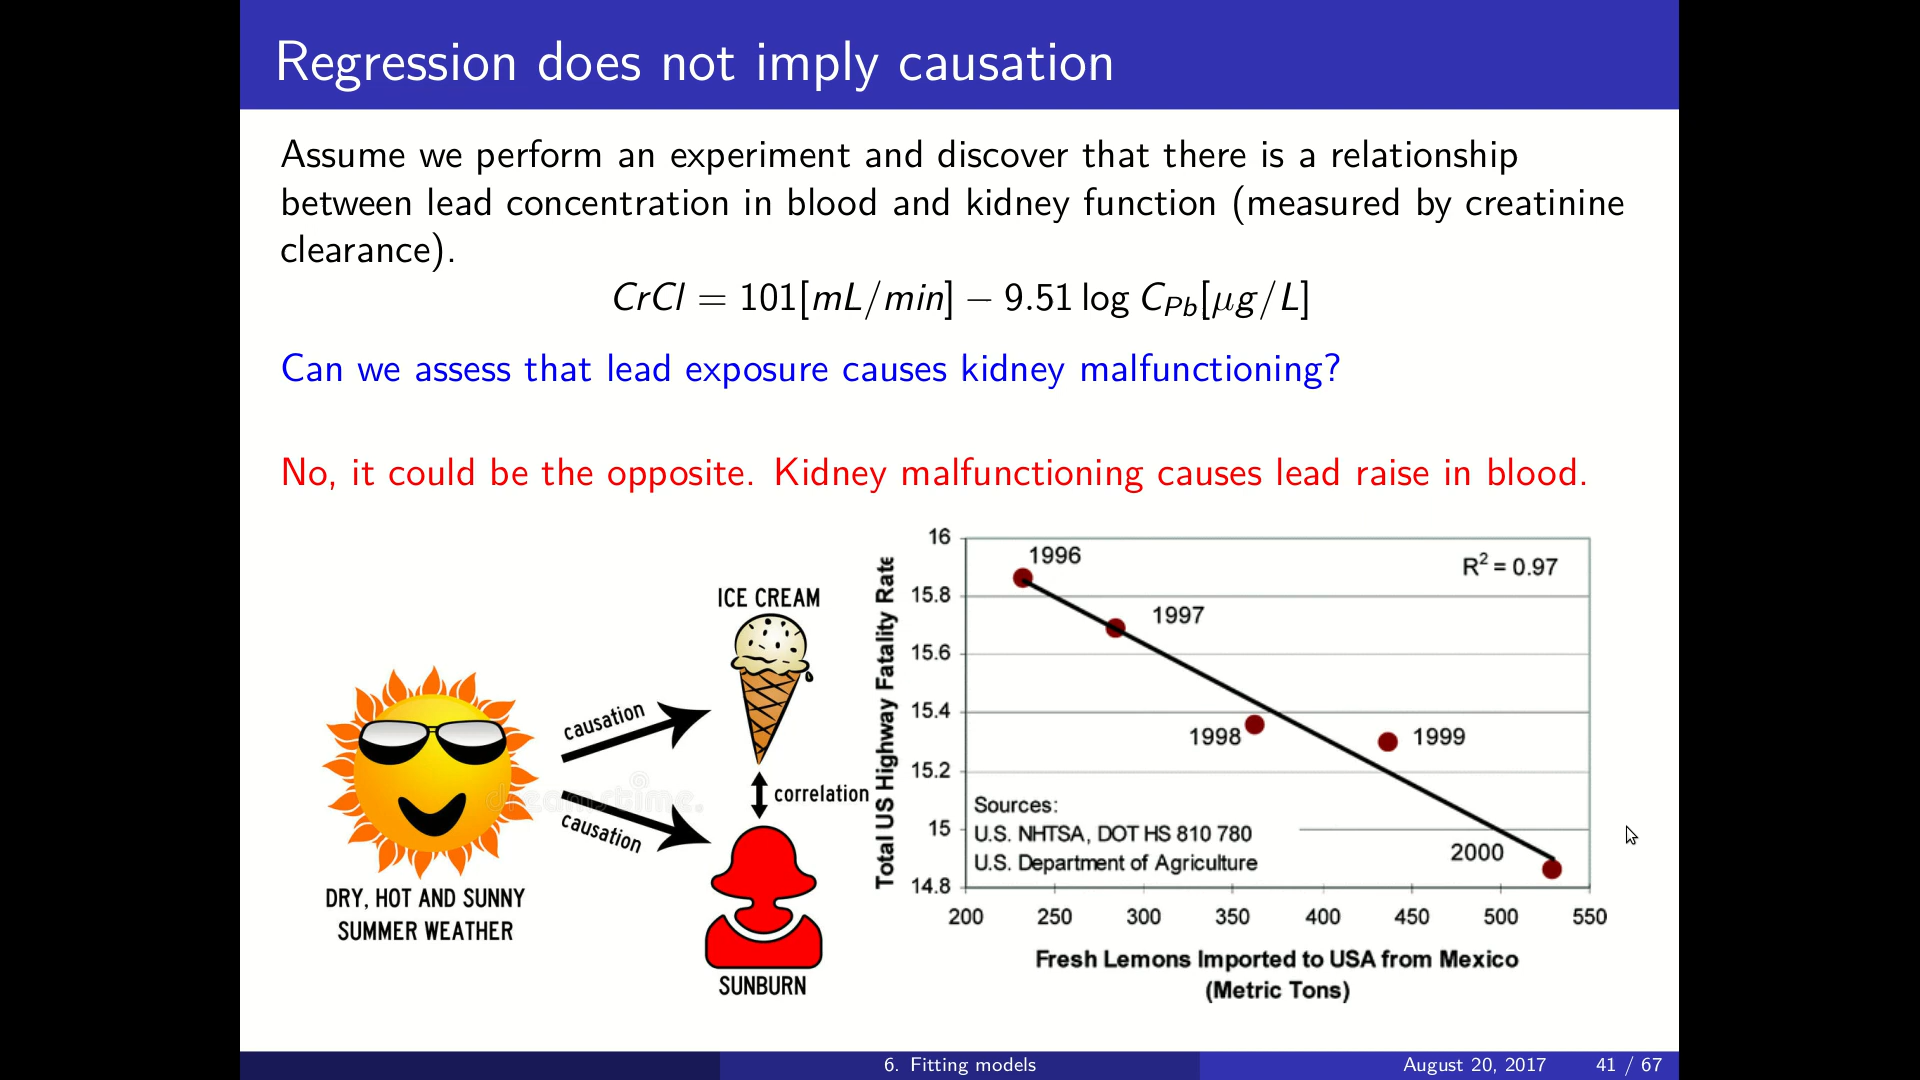 Regression does not imply causation
Assume we perform an experiment and discover that there is a relationship
between lead concentration in blood and kidney function (measured by creatinine
clearance).
CrCl = 101[mL/min] − 9.51 log C_Pb[μg/L]
Can we assess that lead exposure causes kidney malfunctioning?
No, it could be the opposite. Kidney malfunctioning causes lead raise in blood.
ICE CREAM
causation
correlation
causation
DRY, HOT AND SUNNY
SUMMER WEATHER
SUNBURN
dreamstime.
Total US Highway Fatality Rate
16
15.8
15.6
15.4
15.2
15
14.8
1996
R² = 0.97
1997
1998
1999
2000
Sources:
U.S. NHTSA, DOT HS 810 780
U.S. Department of Agriculture
200 250 300 350 400 450 500 550
Fresh Lemons Imported to USA from Mexico
(Metric Tons)
6. Fitting models
August 20, 2017
41 / 67